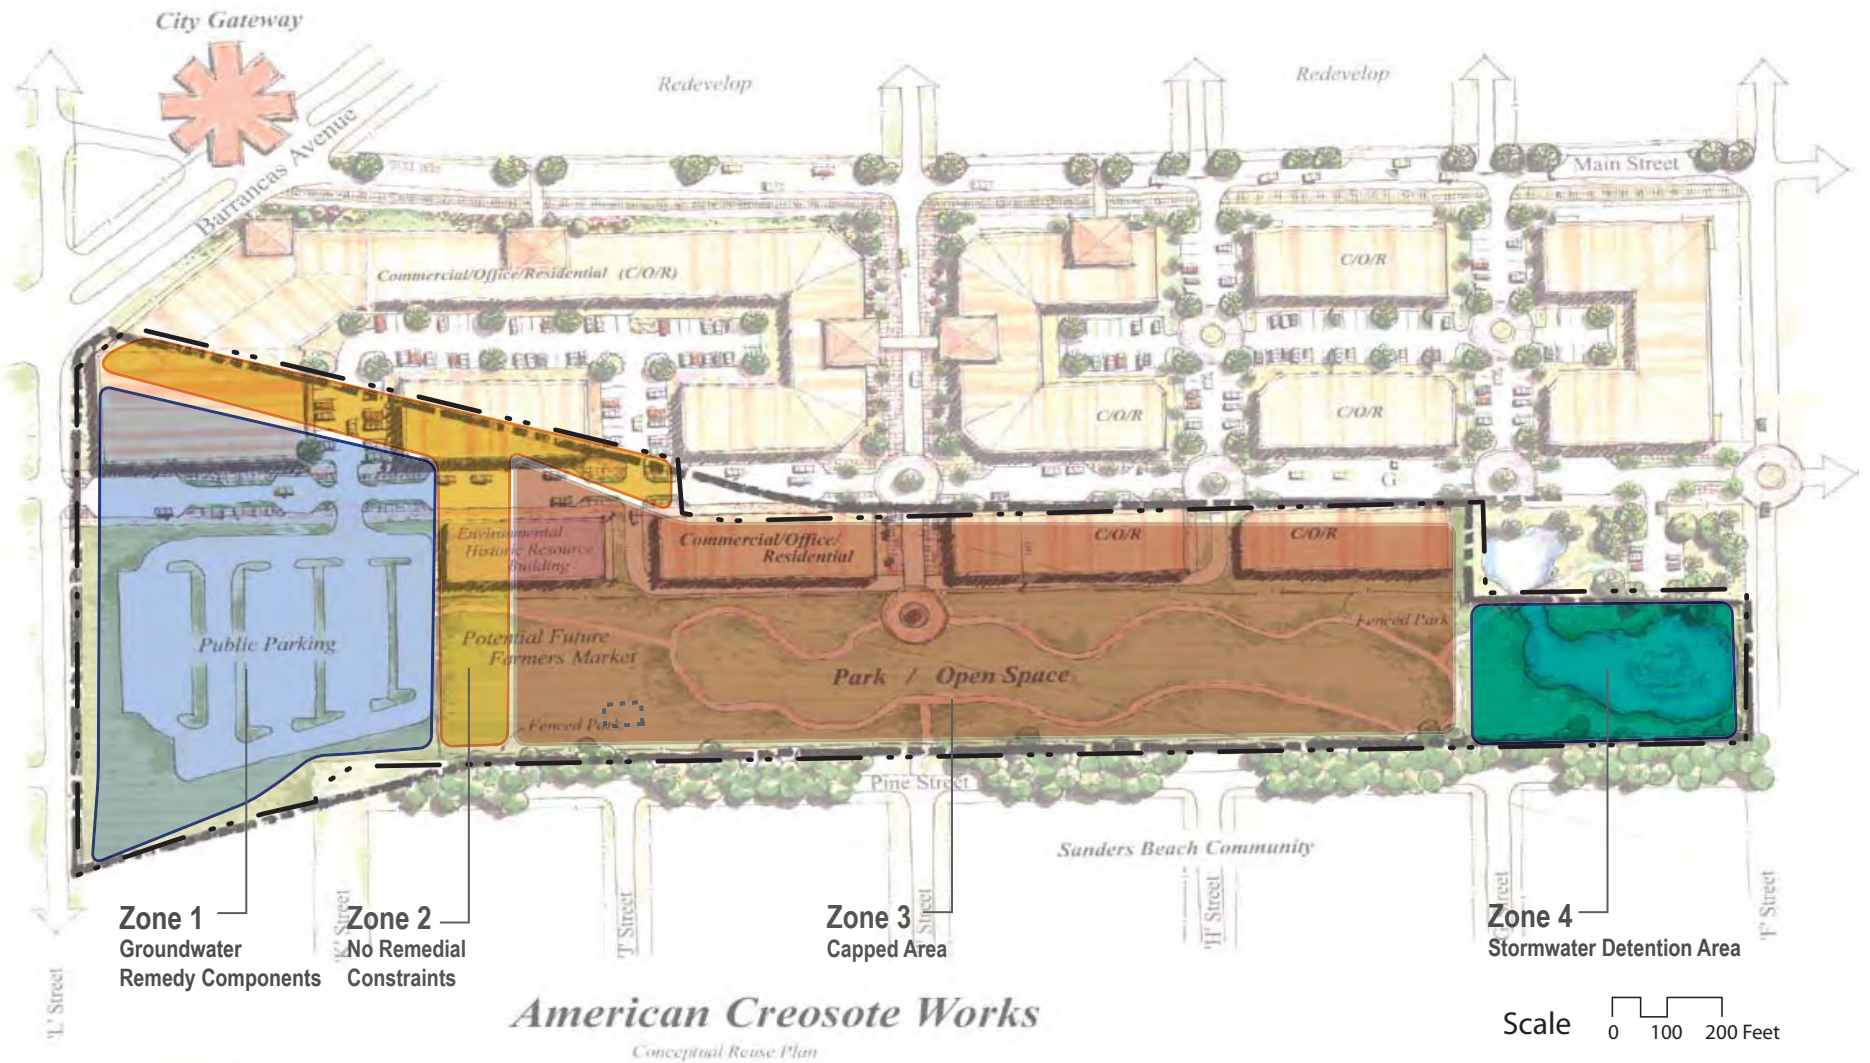 City Gateway
Redevelop
Redevelop
Barrancas Avenue
Main Street
Commercial/Office/Residential (C/O/R)
C/O/R
C/O/R
C/O/R
G
Environmental
Historic Resource
Building
Commercial/Office/
Residential
C/O/R
C/O/R
Public Parking
Potential Future
Farmers Market
Fenced Park
Park / Open Space
Fenced Park
Pine Street
Sanders Beach Community
'L' Street
'K' Street
'J' Street
Street
'H' Street
'G' Street
'F' Street
Zone 1
Groundwater
Remedy Components
Zone 2
No Remedial
Constraints
Zone 3
Capped Area
Zone 4
Stormwater Detention Area
American Creosote Works
Conceptual Reuse Plan
Scale
0 100 200 Feet